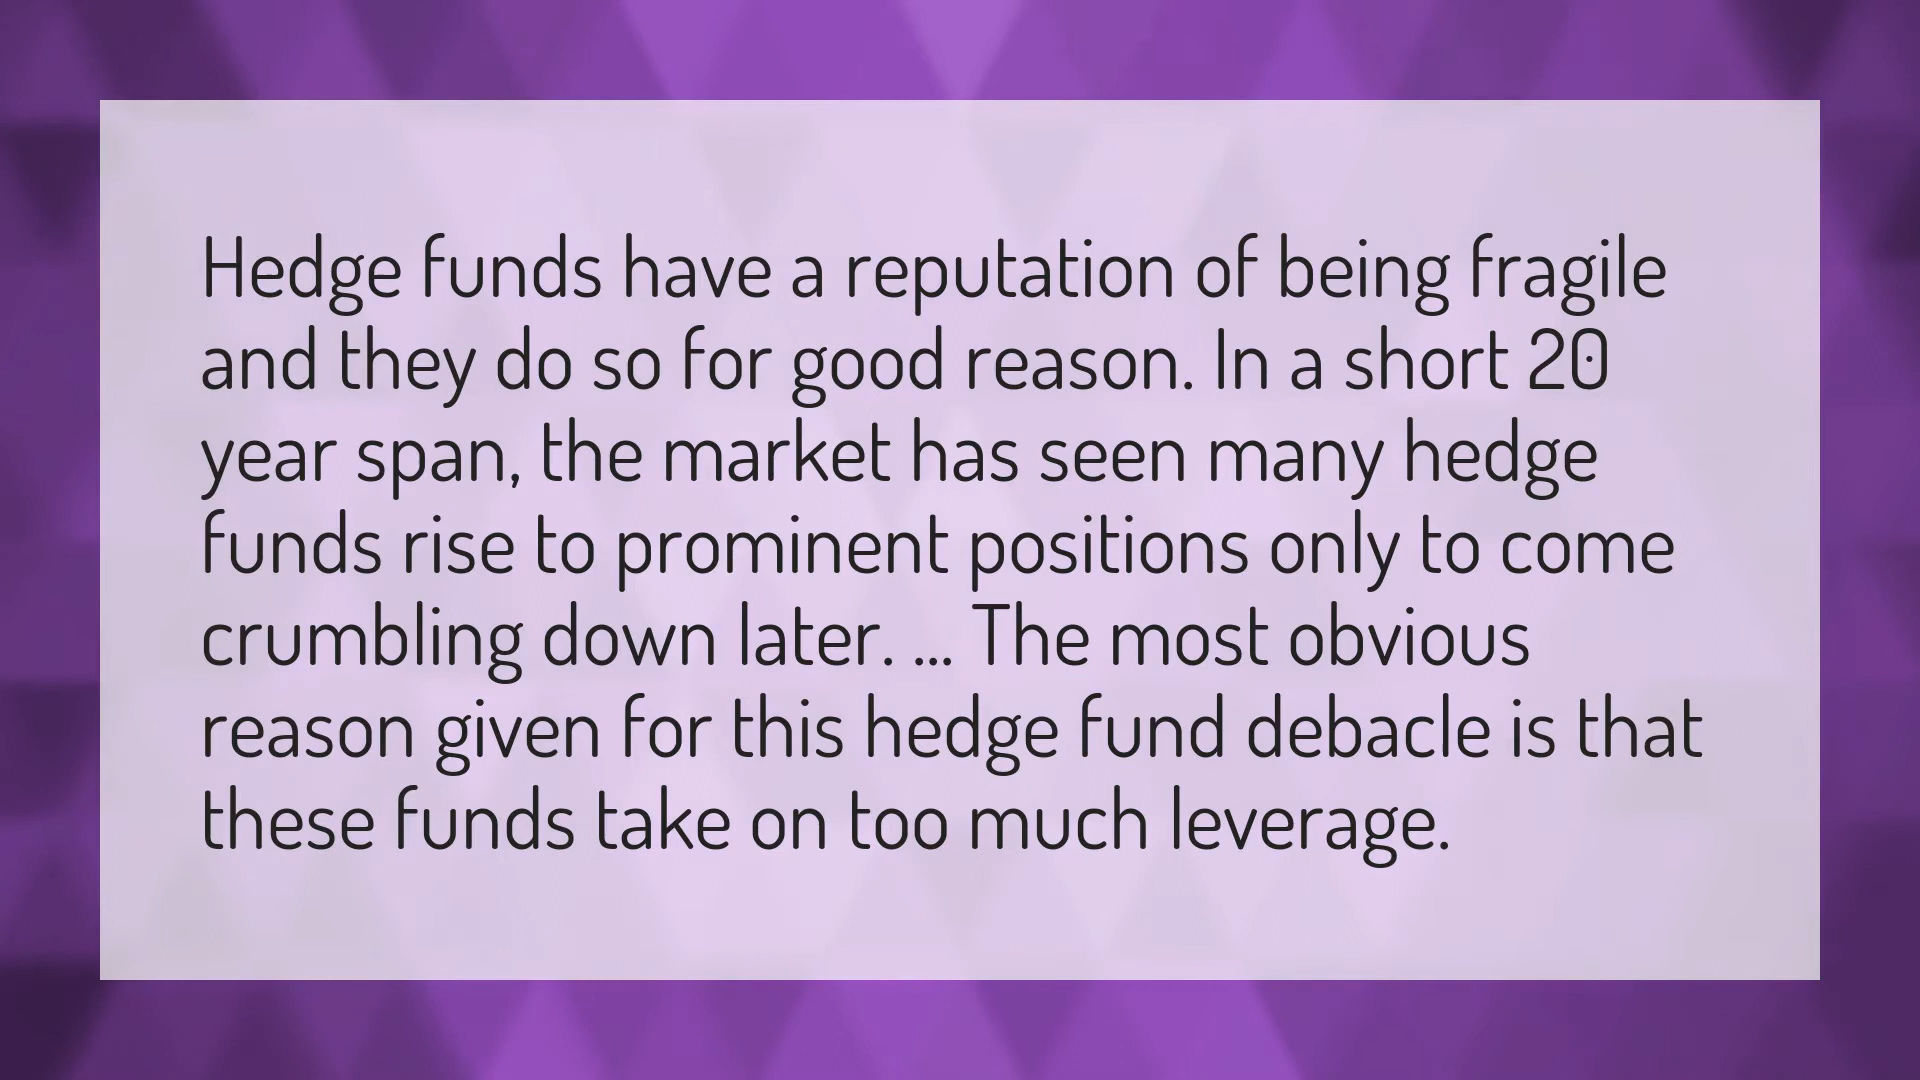 Hedge funds have a reputation of being fragile
and they do so for good reason. In a short 20
year span, the market has seen many hedge
funds rise to prominent positions only to come
crumbling down later. ... The most obvious
reason given for this hedge fund debacle is that
these funds take on too much leverage.